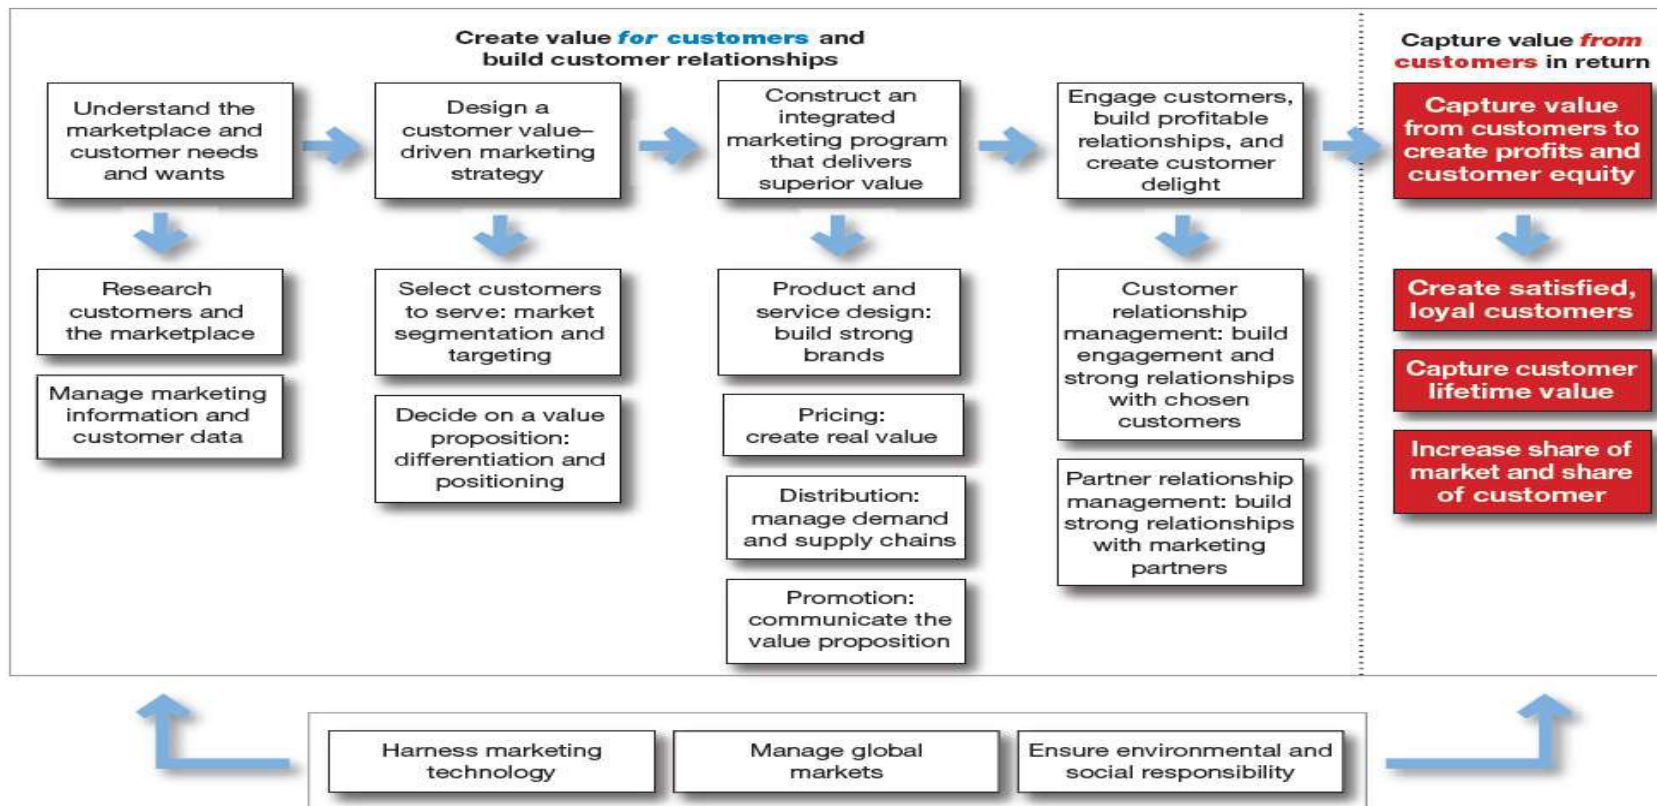 Create value for customers and
build customer relationships
Capture value from
customers in return
Understand the
marketplace and
customer needs
and wants
Design a
customer value–
driven marketing
strategy
Construct an
integrated
marketing program
that delivers
superior value
Engage customers,
build profitable
relationships, and
create customer
delight
Capture value
from customers to
create profits and
customer equity
Research
customers and
the marketplace
Manage marketing
information and
customer data
Select customers
to serve: market
segmentation and
targeting
Decide on a value
proposition:
differentiation and
positioning
Product and
service design:
build strong
brands
Pricing:
create real value
Distribution:
manage demand
and supply chains
Promotion:
communicate the
value proposition
Customer
relationship
management: build
engagement and
strong relationships
with chosen
customers
Partner relationship
management: build
strong relationships
with marketing
partners
Create satisfied,
loyal customers
Capture customer
lifetime value
Increase share of
market and share
of customer
Harness marketing
technology
Manage global
markets
Ensure environmental and
social responsibility